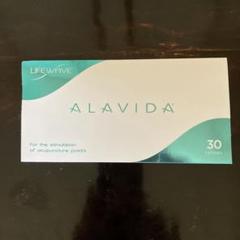 LIFEWAVE
ALAVIDA
For the stimulation
of acupuncture points
30